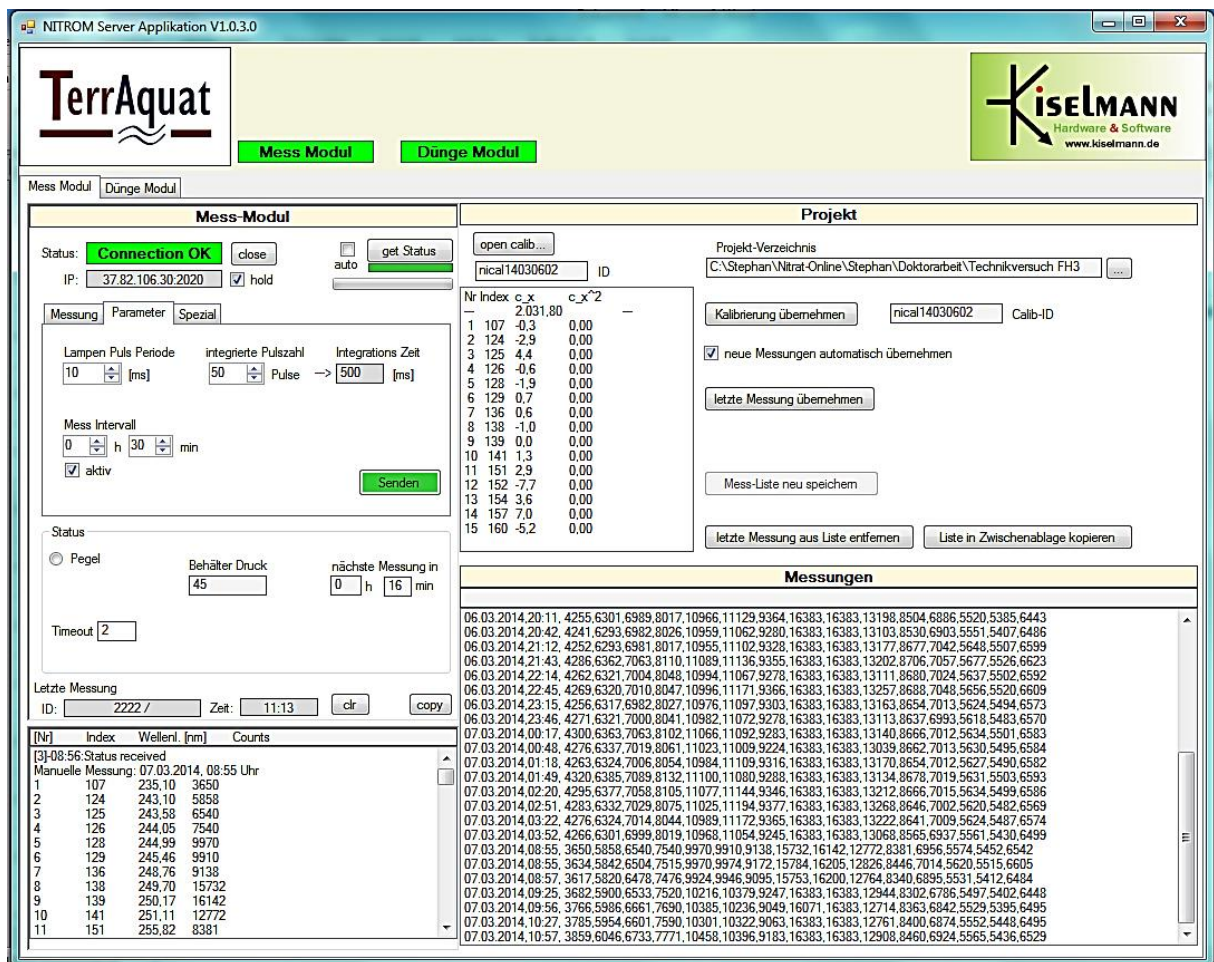 NITROM Server Applikation V1.0.3.0
TerrAquat
Kiselmann
Hardware & Software
www.kiselmann.de
Mess Modul Dünge Modul
Mess Modul Dünge Modul
Mess-Modul
Status: Connection OK close auto get Status
IP: 37.82.106.30:2020 hold
Messung Parameter Spezial
Lampen Puls Periode integrierte Pulszahl Integrations Zeit
10 [ms] 50 Pulse --> 500 [ms]
Mess Intervall
0 h 30 min
aktiv
Senden
Status
Pegel
Behälter Druck nächste Messung in
45 0 h 16 min
Timeout 2
Letzte Messung
ID: 2222 / Zeit: 11:13 clr copy
[Nr] Index Wellenl. [nm] Counts
[3]-08:56:Status received
Manuelle Messung: 07.03.2014, 08:55 Uhr
1 107 235,10 3650
2 124 243,10 5858
3 125 243,58 6540
4 126 244,05 7540
5 128 244,99 9970
6 129 245,46 9910
7 136 248,76 9138
8 138 249,70 15732
9 139 250,17 16142
10 141 251,11 12772
11 151 255,82 8381
Projekt
open calib...
nical14030602 ID
Nr Index c_x c_x^2
--- 2.031,80 ---
1 107 -0,3 0,00
2 124 -2,9 0,00
3 125 4,4 0,00
4 126 -0,6 0,00
5 128 -1,9 0,00
6 129 0,7 0,00
7 136 0,6 0,00
8 138 -1,0 0,00
9 139 0,0 0,00
10 141 1,3 0,00
11 151 2,9 0,00
12 152 -7,7 0,00
13 154 3,6 0,00
14 157 7,0 0,00
15 160 -5,2 0,00
Projekt-Verzeichnis
C:\Stephan\Nitrat-Online\Stephan\Doktorarbeit\Technikversuch FH3 ...
Kalibrierung übernehmen nical14030602 Calib-ID
neue Messungen automatisch übernehmen
letzte Messung übernehmen
Mess-Liste neu speichern
letzte Messung aus Liste entfernen Liste in Zwischenablage kopieren
Messungen
06.03.2014,20:11, 4255,6301,6989,8017,10966,11129,9364,16383,16383,13198,8504,6886,5520,5385,6443
06.03.2014,20:42, 4241,6293,6982,8026,10959,11062,9280,16383,16383,13103,8530,6903,5551,5407,6486
06.03.2014,21:12, 4252,6293,6981,8017,10955,11102,9328,16383,16383,13177,8677,7042,5648,5507,6599
06.03.2014,21:43, 4286,6362,7063,8110,11089,11136,9355,16383,16383,13202,8706,7057,5677,5526,6623
06.03.2014,22:14, 4262,6321,7004,8048,10994,11067,9278,16383,16383,13111,8680,7024,5637,5502,6592
06.03.2014,22:45, 4269,6320,7010,8047,10996,11171,9366,16383,16383,13257,8688,7048,5656,5520,6609
06.03.2014,23:15, 4256,6317,6982,8027,10976,11097,9303,16383,16383,13163,8654,7013,5624,5494,6573
06.03.2014,23:46, 4271,6321,7000,8041,10982,11072,9278,16383,16383,13113,8637,6993,5618,5483,6570
07.03.2014,00:17, 4300,6363,7063,8102,11066,11092,9283,16383,16383,13140,8666,7012,5634,5501,6583
07.03.2014,00:48, 4276,6337,7019,8061,11023,11009,9224,16383,16383,13039,8662,7013,5630,5495,6584
07.03.2014,01:18, 4263,6324,7006,8054,10984,11109,9316,16383,16383,13170,8654,7012,5627,5490,6582
07.03.2014,01:49, 4320,6385,7089,8132,11100,11080,9288,16383,16383,13134,8678,7019,5631,5503,6593
07.03.2014,02:20, 4295,6377,7058,8105,11077,11144,9346,16383,16383,13212,8666,7015,5634,5499,6586
07.03.2014,02:51, 4283,6332,7029,8075,11025,11194,9377,16383,16383,13268,8646,7002,5620,5482,6569
07.03.2014,03:22, 4276,6324,7014,8044,10989,11172,9365,16383,16383,13222,8641,7009,5624,5487,6574
07.03.2014,03:52, 4266,6301,6999,8019,10968,11054,9245,16383,16383,13068,8565,6937,5561,5430,6499
07.03.2014,08:55, 3650,5858,6540,7540,9970,9910,9138,15732,16142,12772,8381,6956,5574,5452,6542
07.03.2014,08:55, 3634,5842,6504,7515,9970,9974,9172,15784,16205,12826,8446,7014,5620,5515,6605
07.03.2014,08:57, 3617,5820,6478,7476,9924,9946,9095,15753,16200,12764,8340,6895,5531,5412,6484
07.03.2014,09:25, 3682,5900,6533,7520,10216,10379,9247,16383,16383,12944,8302,6786,5497,5402,6448
07.03.2014,09:56, 3766,5986,6661,7690,10385,10236,9049,16071,16383,12714,8363,6842,5529,5395,6495
07.03.2014,10:27, 3785,5954,6601,7590,10301,10322,9063,16383,16383,12761,8400,6874,5552,5448,6495
07.03.2014,10:57, 3859,6046,6733,7771,10458,10396,9183,16383,16383,12908,8460,6924,5565,5436,6529